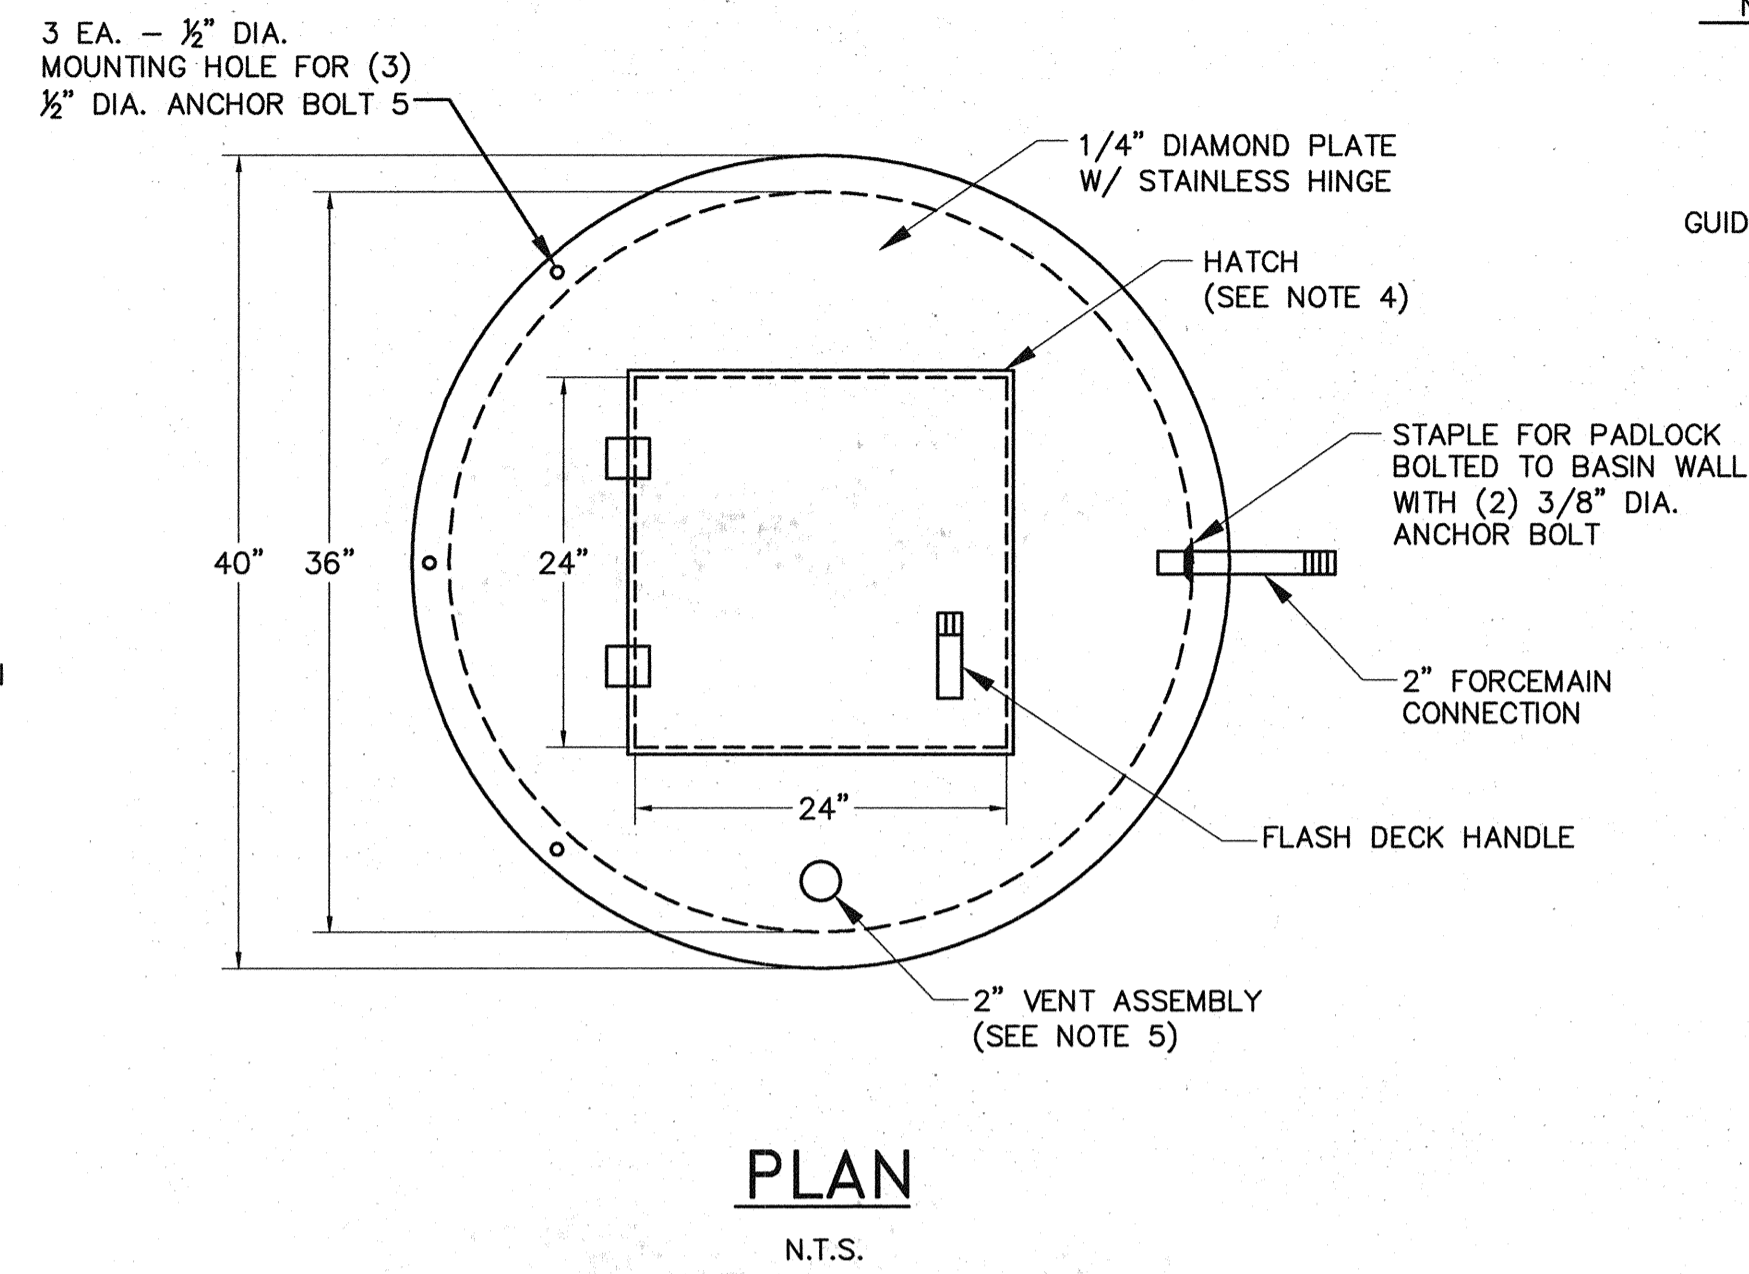 3 EA. – ½" DIA.
MOUNTING HOLE FOR (3)
½" DIA. ANCHOR BOLT 5
1/4" DIAMOND PLATE
W/ STAINLESS HINGE
GUID
HATCH
(SEE NOTE 4)
STAPLE FOR PADLOCK
BOLTED TO BASIN WALL
WITH (2) 3/8" DIA.
ANCHOR BOLT
40"
36"
24"
2" FORCEMAIN
CONNECTION
24"
FLASH DECK HANDLE
2" VENT ASSEMBLY
(SEE NOTE 5)
PLAN
N.T.S.